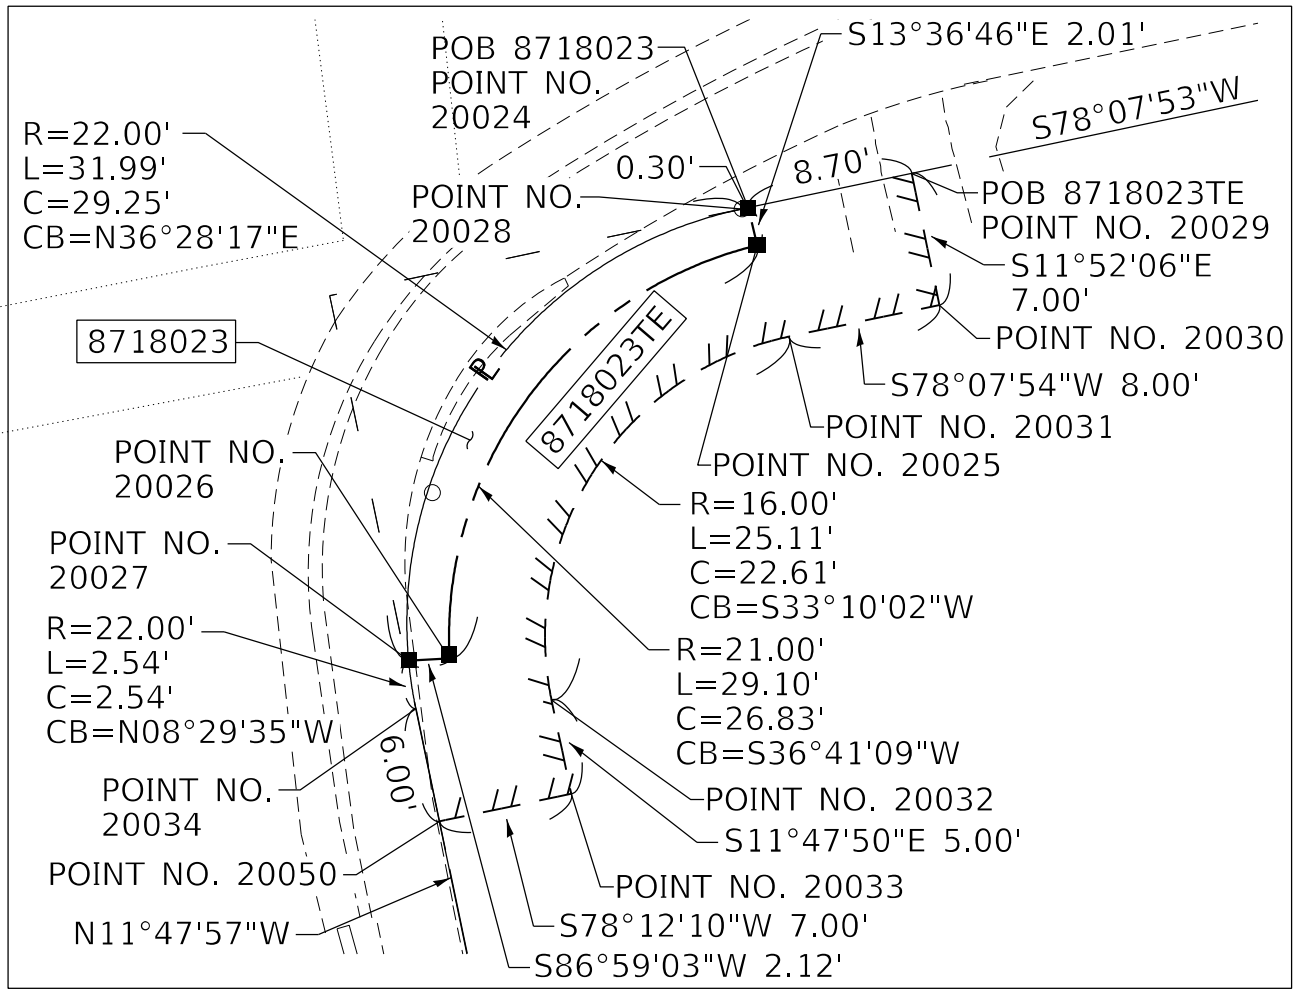 POB 8718023
POINT NO.
20024
S13°36'46"E 2.01'
S78°07'53"W
R=22.00'
L=31.99'
C=29.25'
CB=N36°28'17"E
0.30'
8.70'
POINT NO.
20028
POB 8718023TE
POINT NO. 20029
S11°52'06"E
7.00'
POINT NO. 20030
8718023
PL
8718023TE
S78°07'54"W 8.00'
POINT NO. 20031
POINT NO. 20025
POINT NO.
20026
R=16.00'
L=25.11'
C=22.61'
CB=S33°10'02"W
POINT NO.
20027
R=22.00'
L=2.54'
C=2.54'
CB=N08°29'35"W
R=21.00'
L=29.10'
C=26.83'
CB=S36°41'09"W
6.00'
POINT NO.
20034
POINT NO. 20032
S11°47'50"E 5.00'
POINT NO. 20050
POINT NO. 20033
N11°47'57"W
S78°12'10"W 7.00'
S86°59'03"W 2.12'